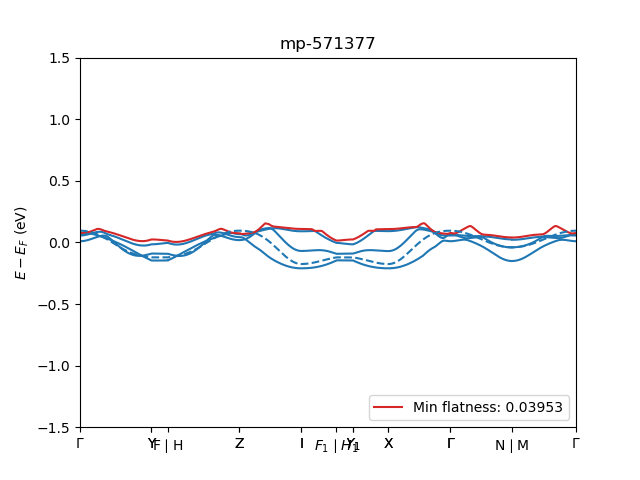 mp-571377
E − E_F (eV)
1.5
1.0
0.5
0.0
−0.5
−1.0
−1.5
Min flatness: 0.03953
Γ Y F | H Z I F₁ | H₁ Y₁ X Γ N | M Γ